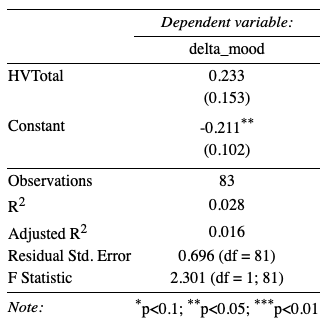 Dependent variable:
delta_mood
HVTotal 0.233
(0.153)
Constant -0.211**
(0.102)
Observations 83
R2 0.028
Adjusted R2 0.016
Residual Std. Error 0.696 (df = 81)
F Statistic 2.301 (df = 1; 81)
Note: *p<0.1; **p<0.05; ***p<0.01